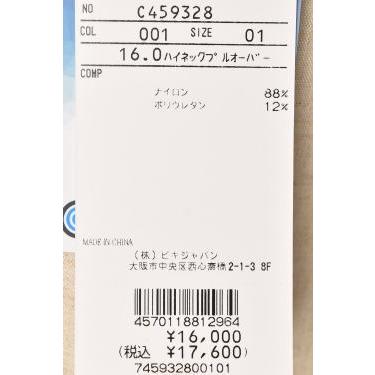 NO C459328
COL 001 SIZE 01
16.0ハイネックプルオーバー
COMP
ナイロン 88%
ポリウレタン 12%
MADE IN CHINA
(株)ビキジャパン
大阪市中央区西心斎橋2-1-3 8F
4570118812964
¥16,000
(税込 ¥17,600)
745932800101